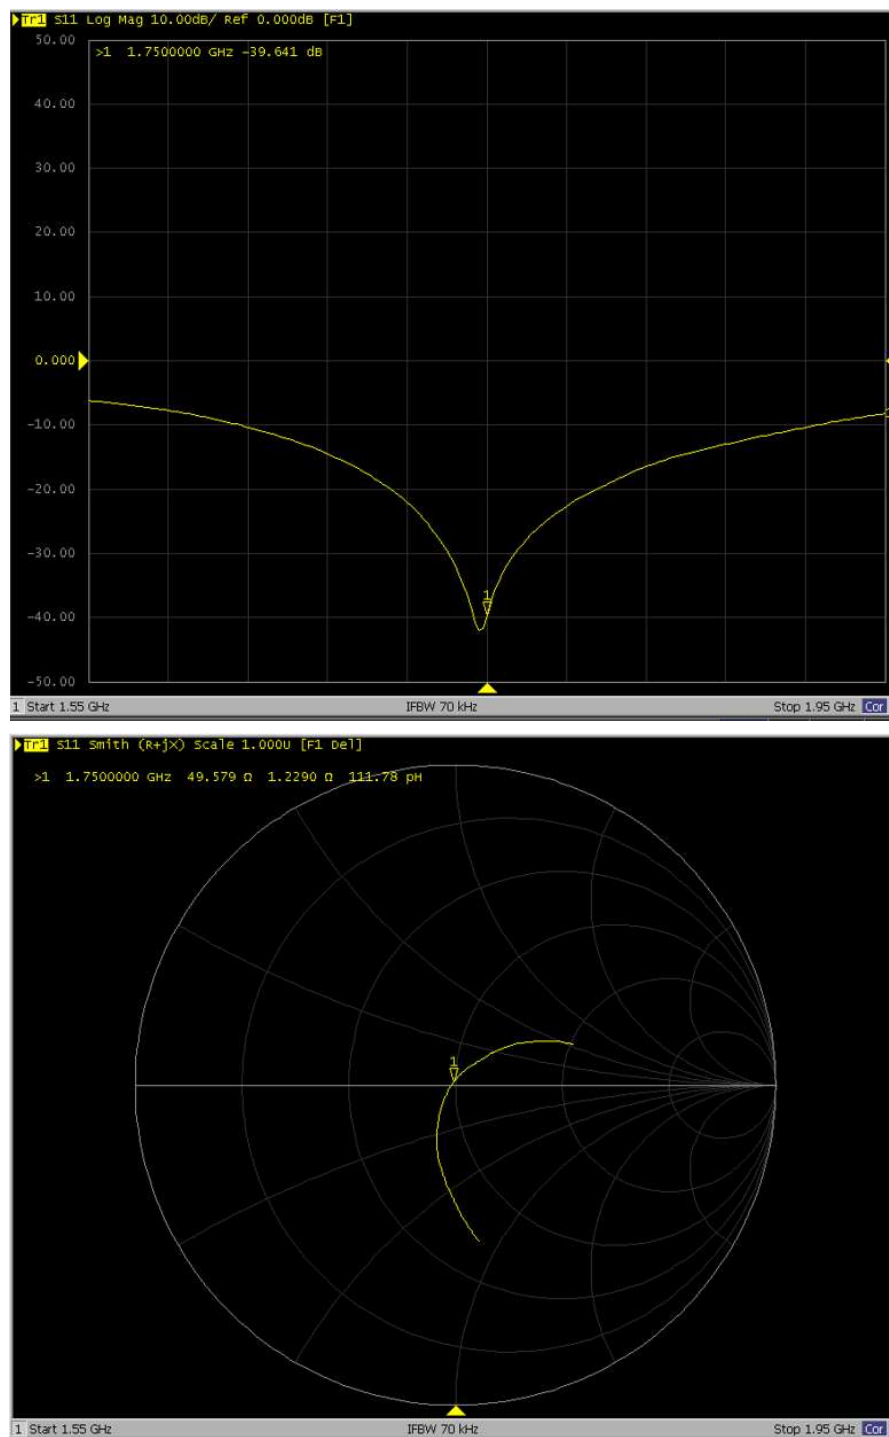 Tr1 S11 Log Mag 10.00dB/ Ref 0.000dB [F1]
50.00
>1 1.7500000 GHz -39.641 dB
40.00
30.00
20.00
10.00
0.000
-10.00
-20.00
-30.00
1
-40.00
-50.00
1 Start 1.55 GHz IFBW 70 kHz Stop 1.95 GHz Cor
Tr1 S11 Smith (R+jX) Scale 1.000U [F1 Del]
>1 1.7500000 GHz 49.579 Ω 1.2290 Ω 111.78 pH
1
1 Start 1.55 GHz IFBW 70 kHz Stop 1.95 GHz Cor